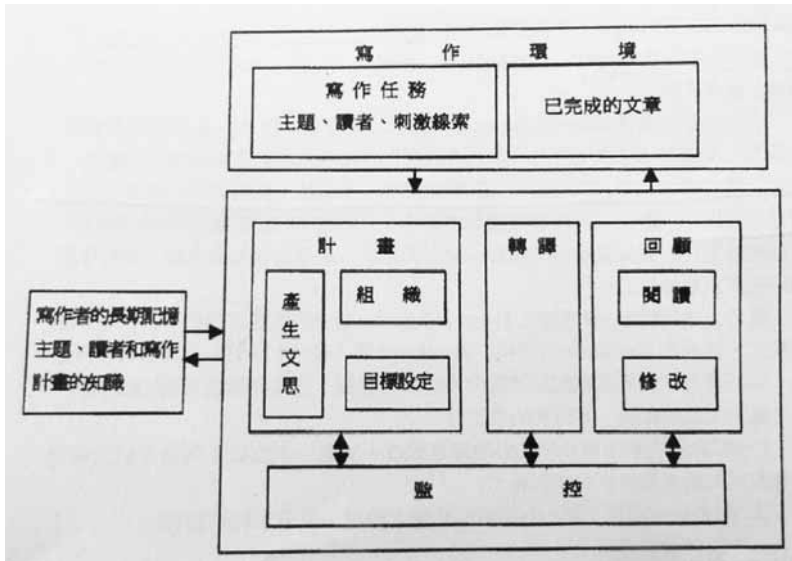 寫作環境
寫作任務
主題、讀者、刺激線索
已完成的文章
寫作者的長期記憶
主題、讀者和寫作
計畫的知識
計畫
產生文思
組織
目標設定
轉譯
回顧
閱讀
修改
監控